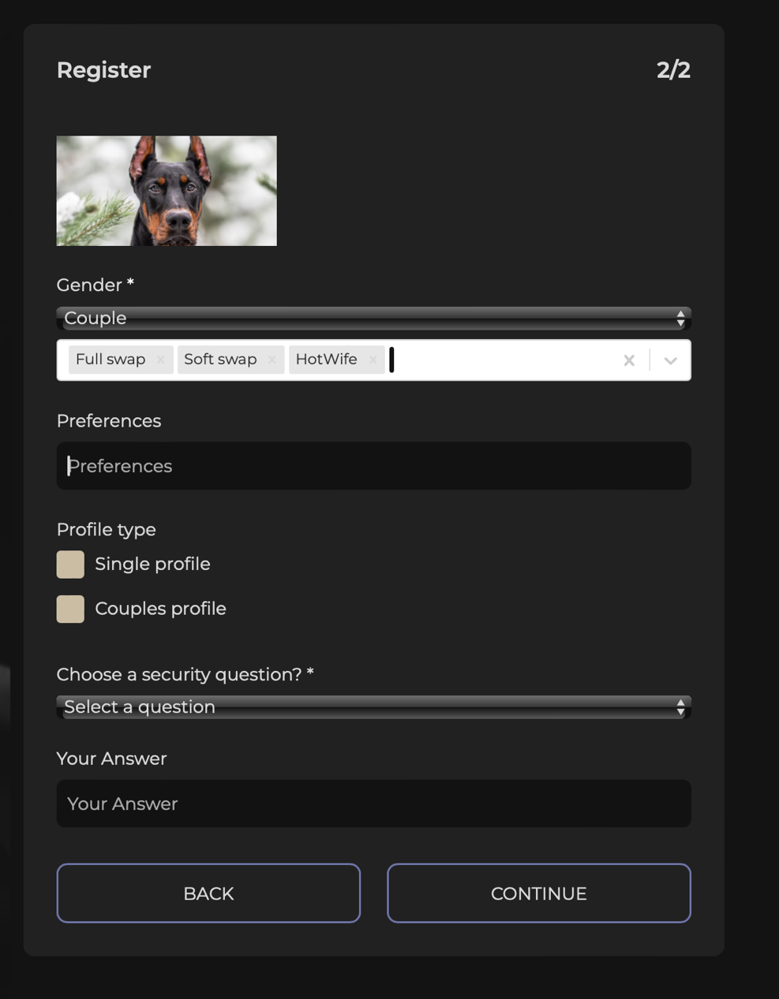 Register 2/2
Gender *
Couple
Full swap × Soft swap × HotWife ×
Preferences
Preferences
Profile type
Single profile
Couples profile
Choose a security question? *
Select a question
Your Answer
Your Answer
BACK CONTINUE